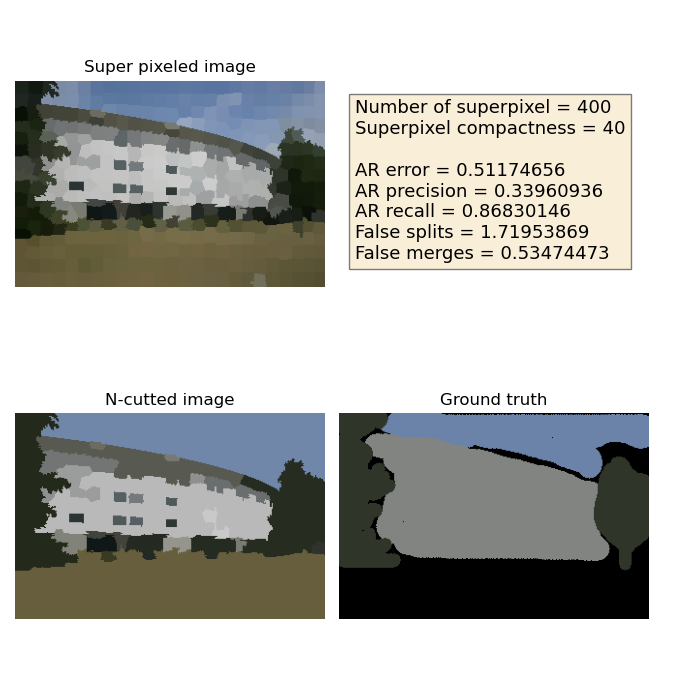 Super pixeled image
Number of superpixel = 400
Superpixel compactness = 40
AR error = 0.51174656
AR precision = 0.33960936
AR recall = 0.86830146
False splits = 1.71953869
False merges = 0.53474473
N-cutted image
Ground truth